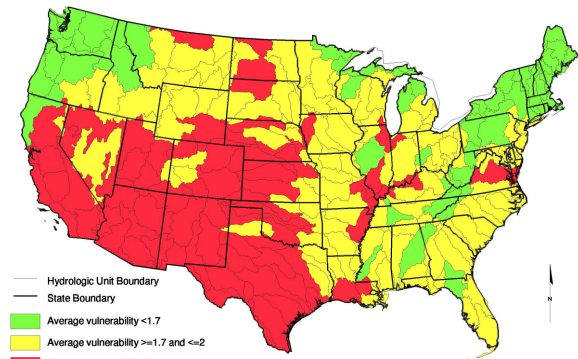 N
Hydrologic Unit Boundary
State Boundary
Average vulnerability <1.7
Average vulnerability >=1.7 and <=2